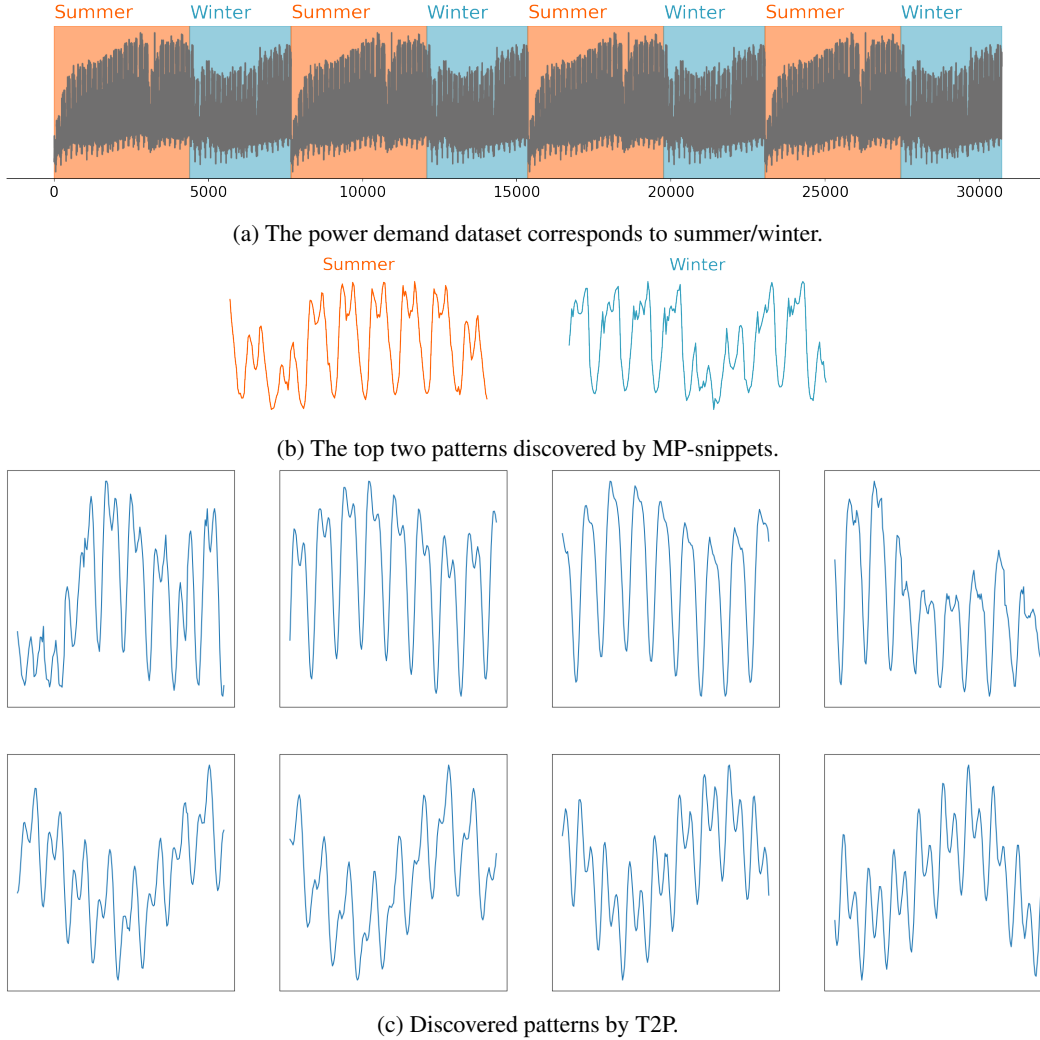 Summer Winter Summer Winter Summer Winter Summer Winter
0 5000 10000 15000 20000 25000 30000
(a) The power demand dataset corresponds to summer/winter.
Summer Winter
(b) The top two patterns discovered by MP-snippets.
(c) Discovered patterns by T2P.